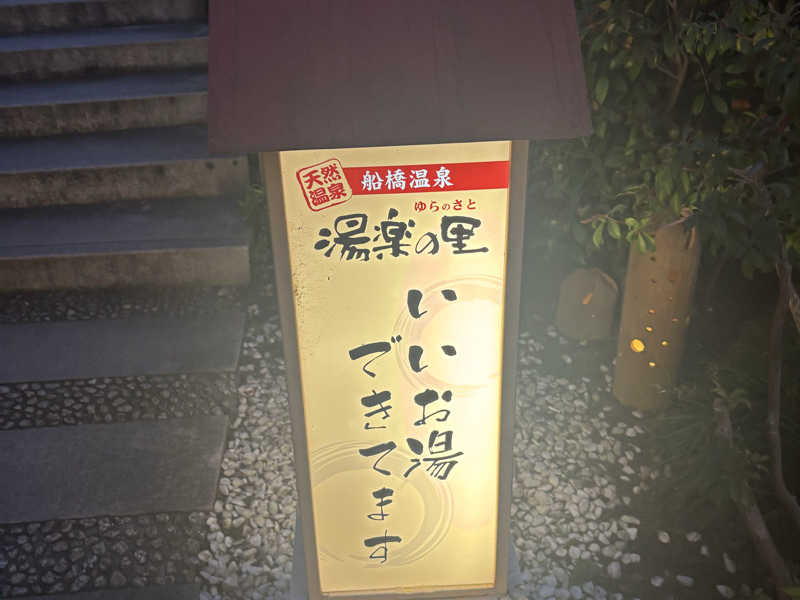 天然
温泉
船橋温泉
ゆらのさと
湯楽の里
いいお湯
できてます